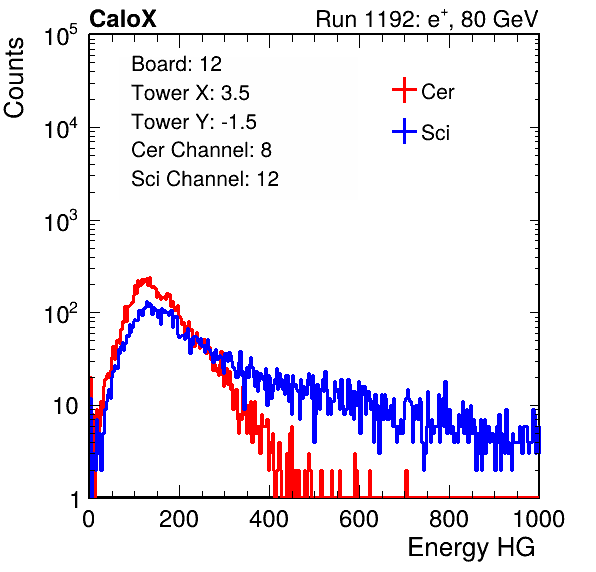 CaloX Run 1192: e⁺, 80 GeV
Counts
Board: 12
Tower X: 3.5
Tower Y: -1.5
Cer Channel: 8
Sci Channel: 12
Cer
Sci
10⁵
10⁴
10³
10²
10
1
0 200 400 600 800 1000
Energy HG